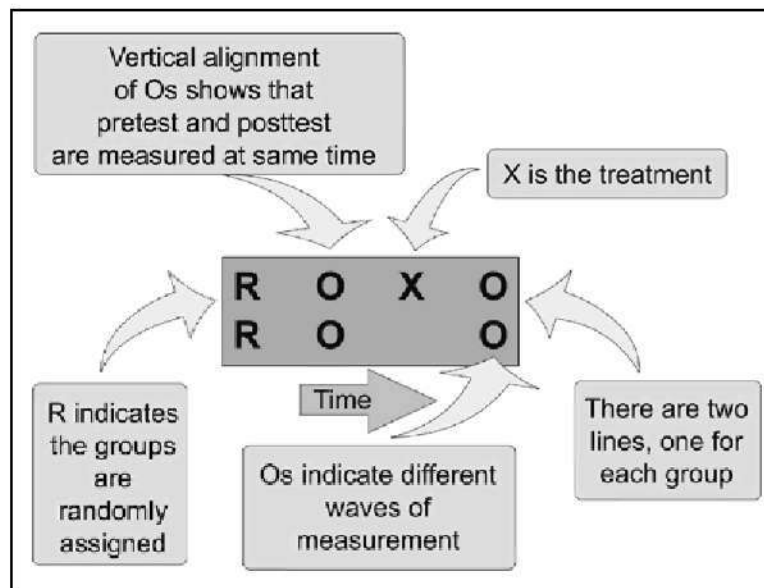 Vertical alignment
of Os shows that
pretest and posttest
are measured at same time
X is the treatment
R O X O
R O O
Time
R indicates
the groups
are
randomly
assigned
Os indicate different
waves of
measurement
There are two
lines, one for
each group